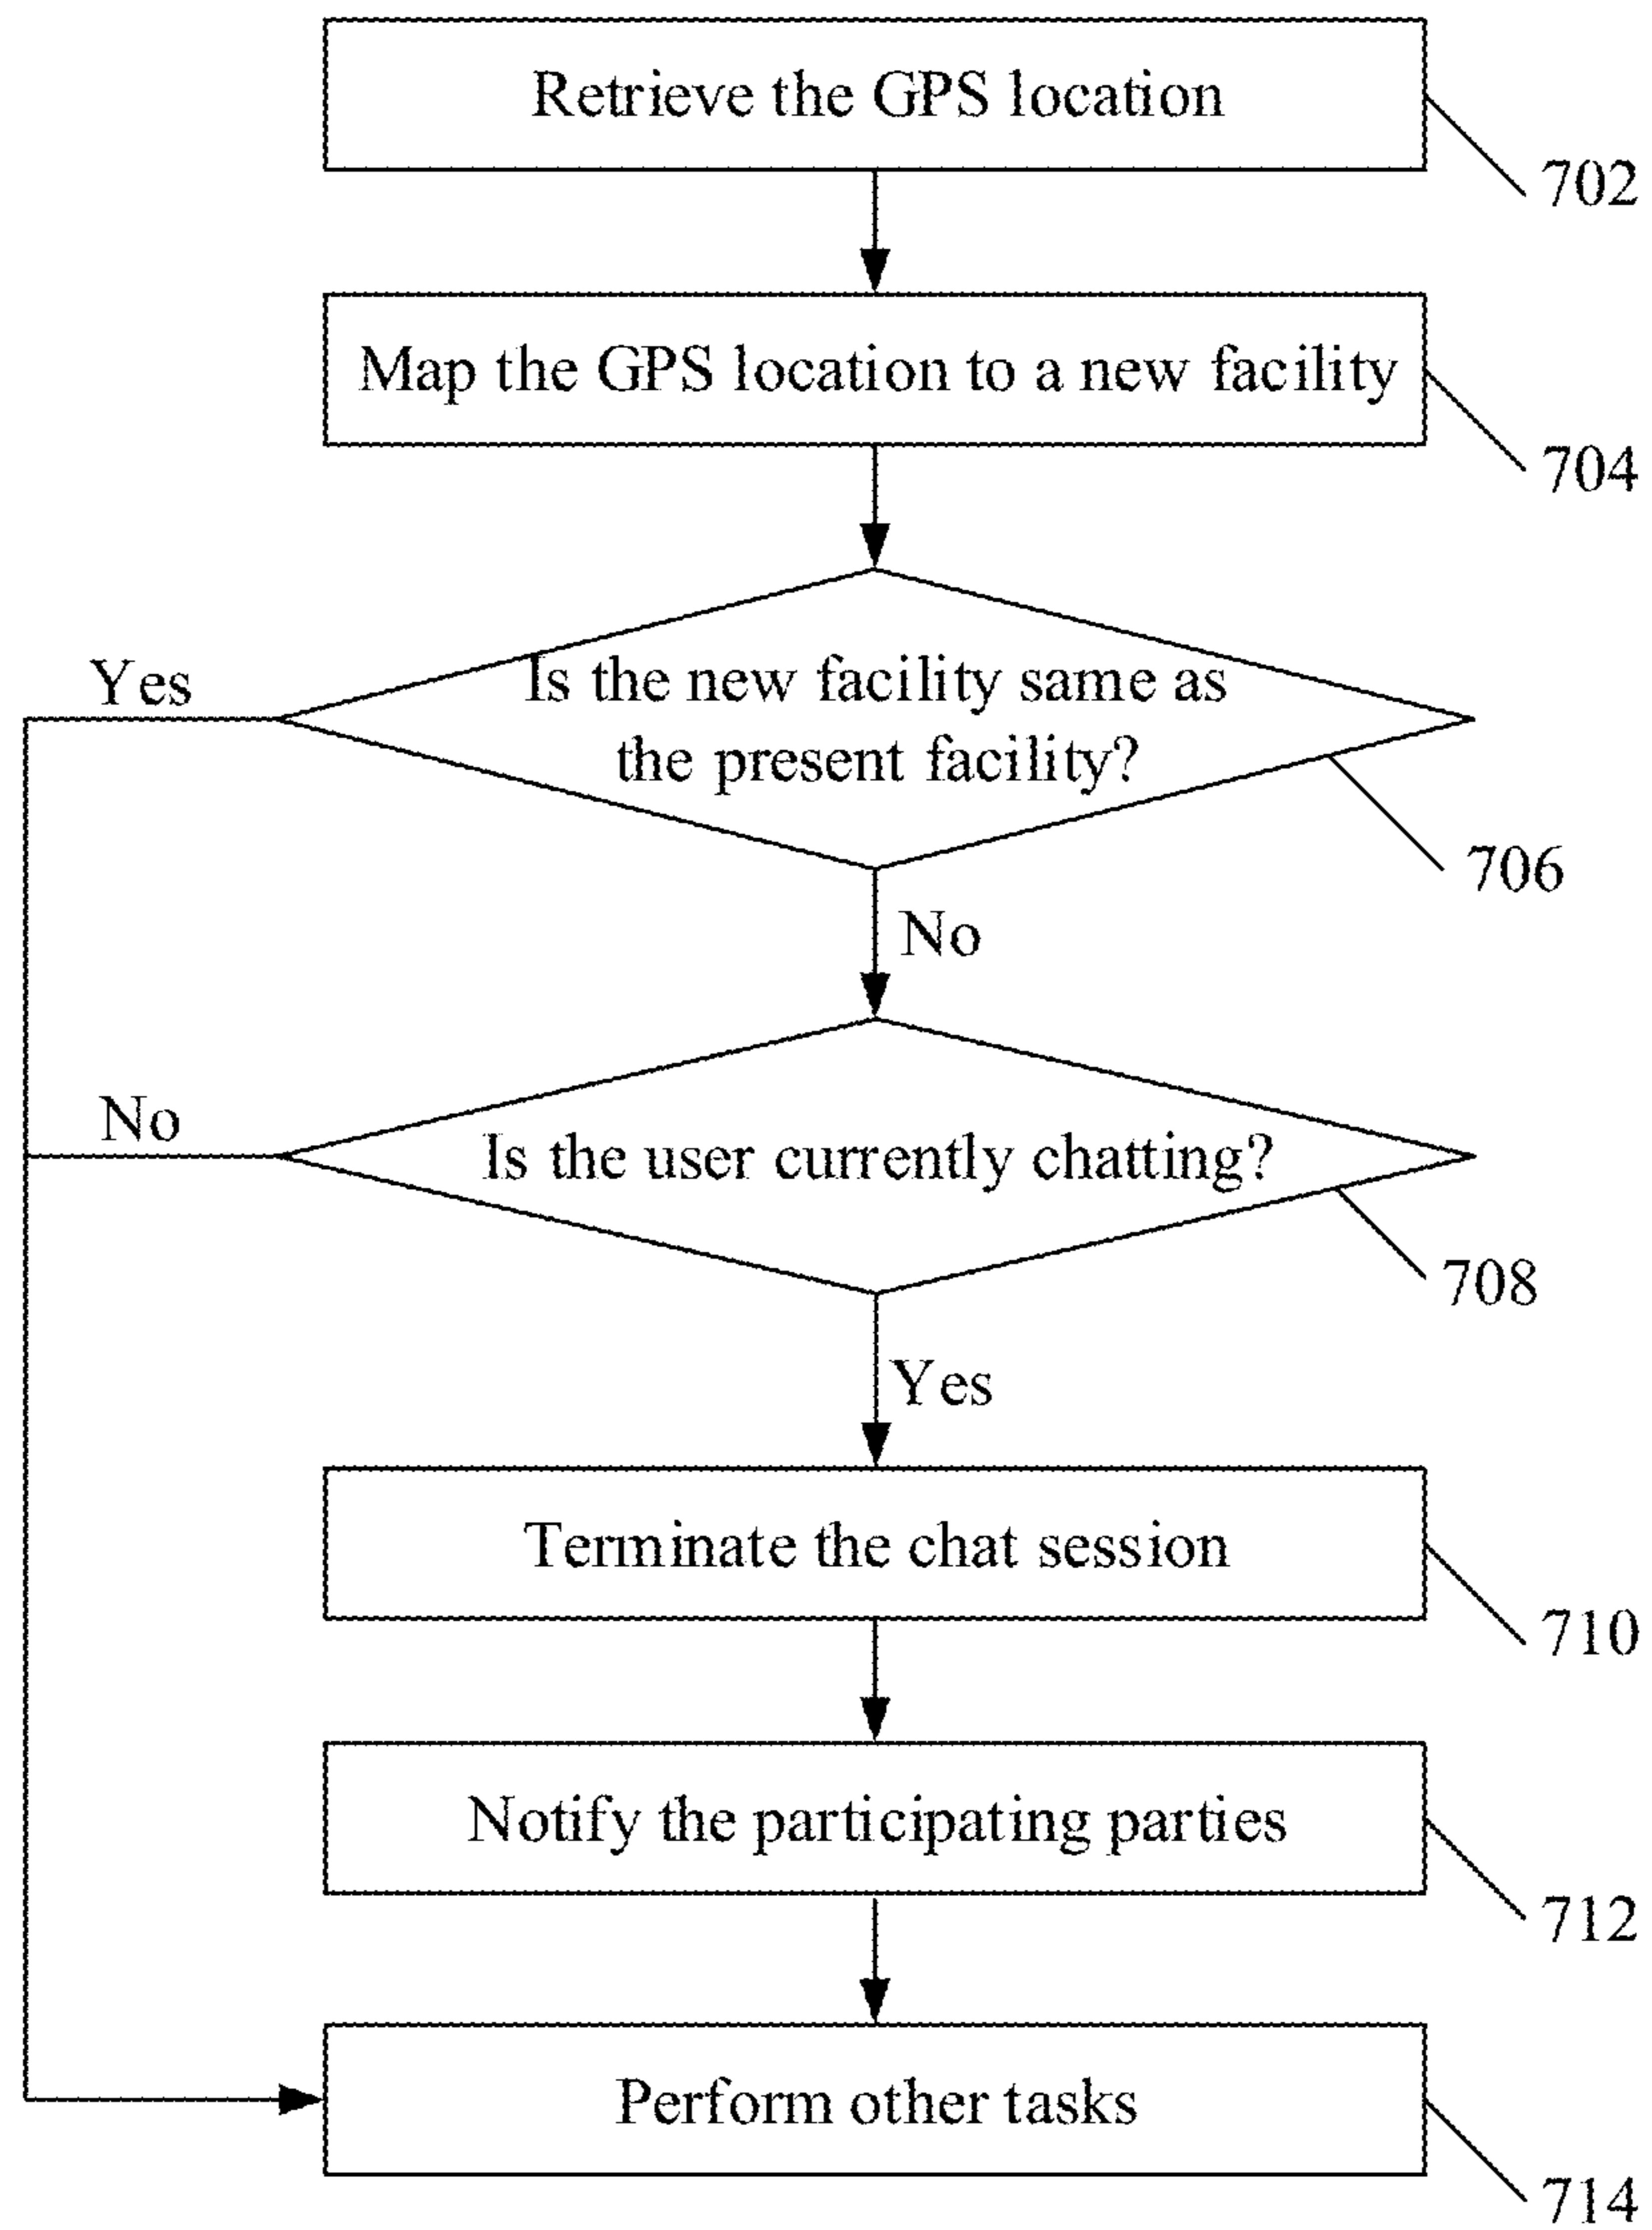 Retrieve the GPS location
702
Map the GPS location to a new facility
704
Yes
Is the new facility same as
the present facility?
706
No
No
Is the user currently chatting?
708
Yes
Terminate the chat session
710
Notify the participating parties
712
Perform other tasks
714